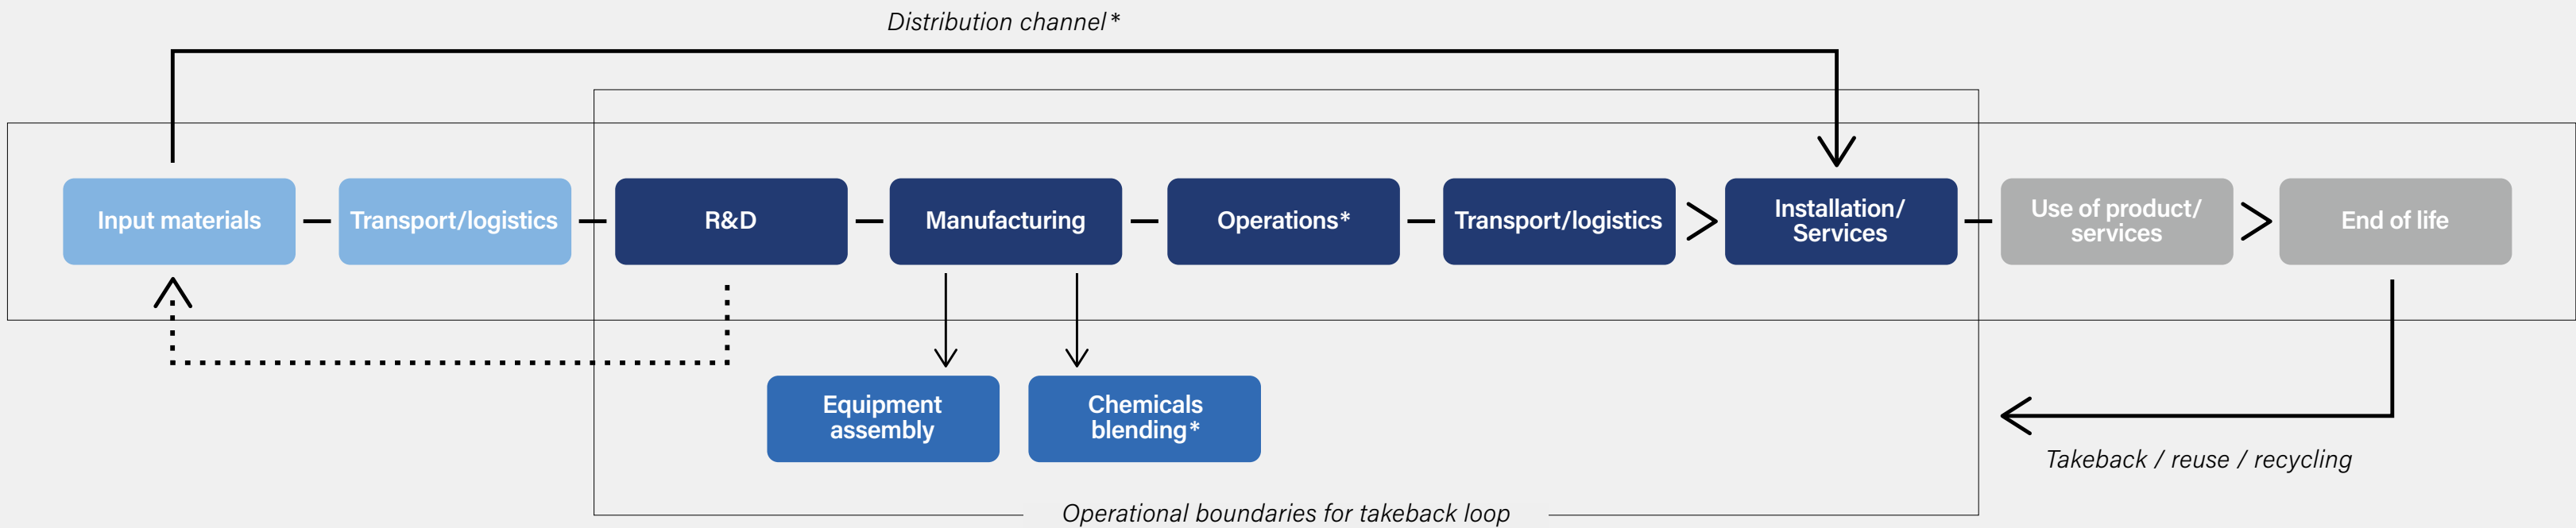 Distribution channel*
Input materials
Transport/logistics
R&D
Manufacturing
Operations*
Transport/logistics
Installation/
Services
Use of product/
services
End of life
Equipment
assembly
Chemicals
blending*
Takeback / reuse / recycling
Operational boundaries for takeback loop